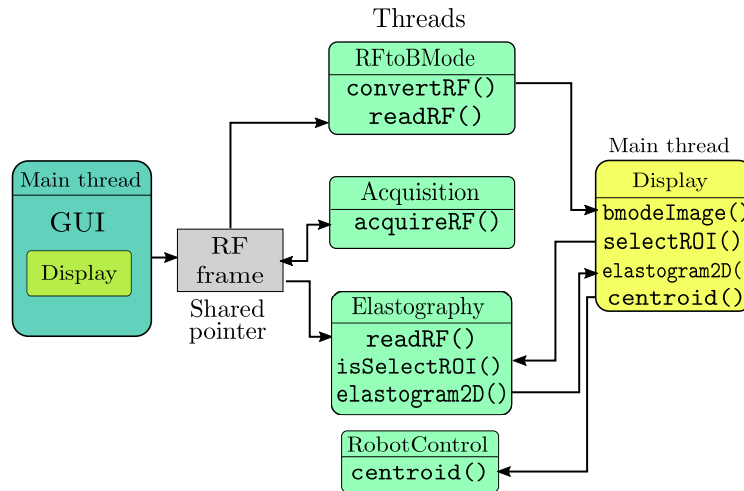 Threads
Main thread
GUI
Display
RF
frame
Shared
pointer
RFtoBMode
convertRF()
readRF()
Acquisition
acquireRF()
Elastography
readRF()
isSelectROI()
elastogram2D()
RobotControl
centroid()
Main thread
Display
bmodeImage()
selectROI()
elastogram2D(
centroid()